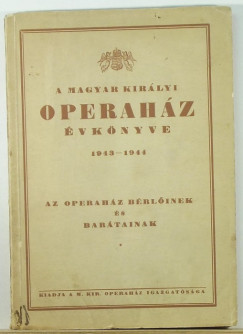 A MAGYAR KIRÁLYI
OPERAHÁZ
ÉVKÖNYVE
1943—1944
AZ OPERAHÁZ BÉRLŐINEK
ÉS
BARÁTAINAK
KIADJA A M. KIR. OPERAHÁZ IGAZGATÓSÁGA